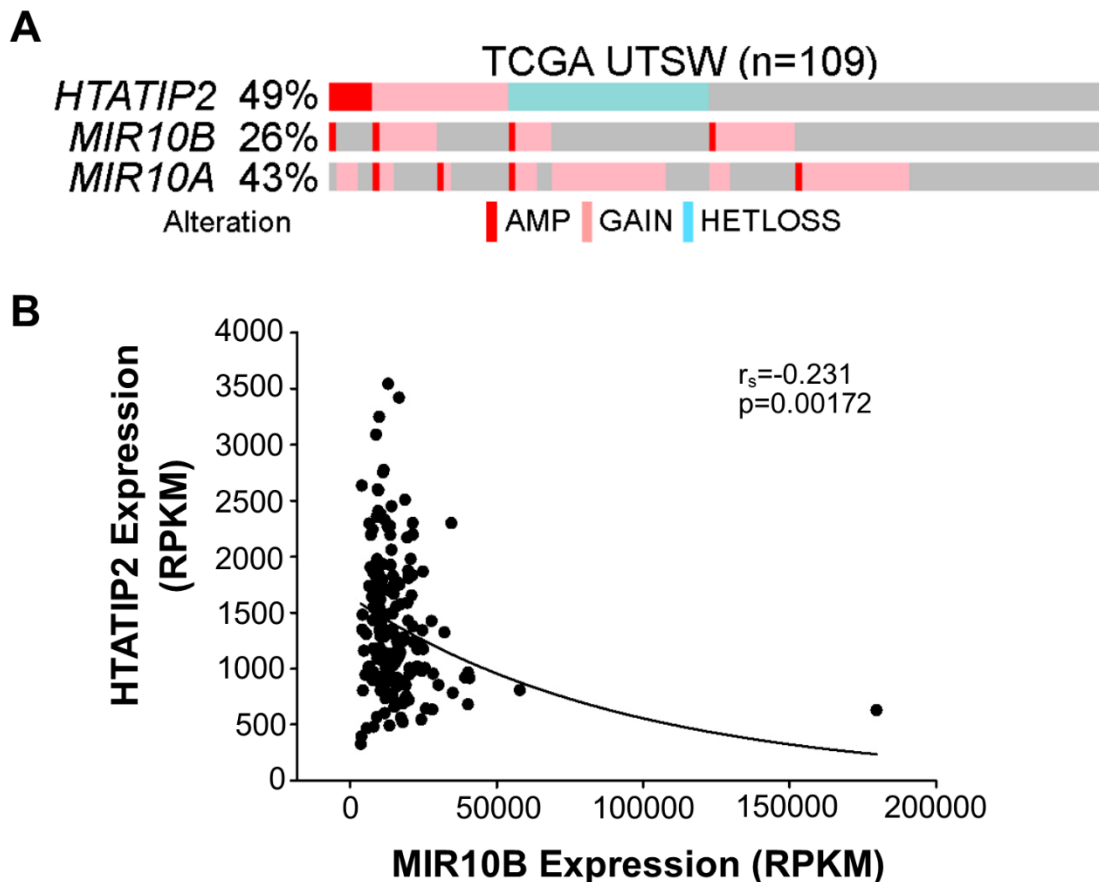 A
TCGA UTSW (n=109)
HTATIP2 49%
MIR10B 26%
MIR10A 43%
Alteration AMP GAIN HETLOSS
B
HTATIP2 Expression
(RPKM)
4000
3500
3000
2500
2000
1500
1000
500
0
rs=-0.231
p=0.00172
0 50000 100000 150000 200000
MIR10B Expression (RPKM)